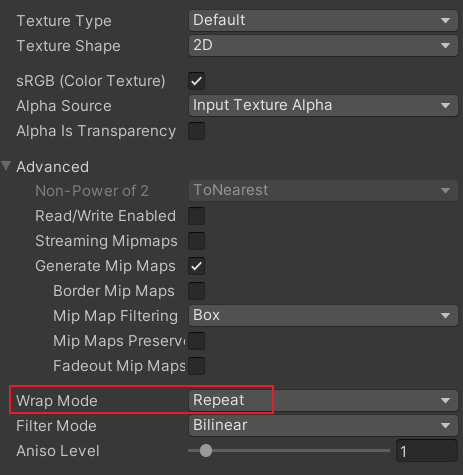 Texture Type Default
Texture Shape 2D
sRGB (Color Texture)
Alpha Source Input Texture Alpha
Alpha Is Transparency
Advanced
Non-Power of 2 ToNearest
Read/Write Enabled
Streaming Mipmaps
Generate Mip Maps
Border Mip Maps
Mip Map Filtering Box
Mip Maps Preserve
Fadeout Mip Maps
Wrap Mode Repeat
Filter Mode Bilinear
Aniso Level 1